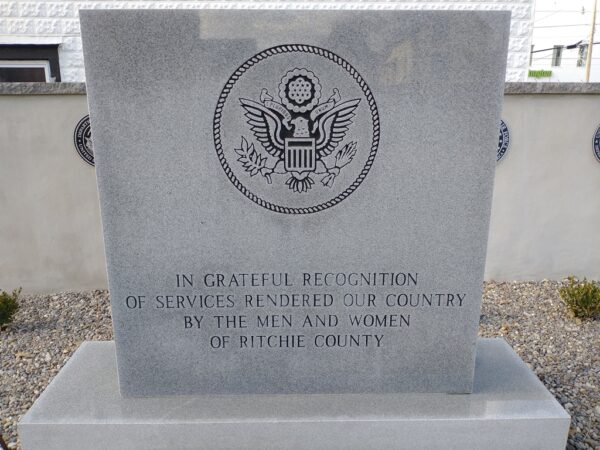 IN GRATEFUL RECOGNITION
OF SERVICES RENDERED OUR COUNTRY
BY THE MEN AND WOMEN
OF RITCHIE COUNTY